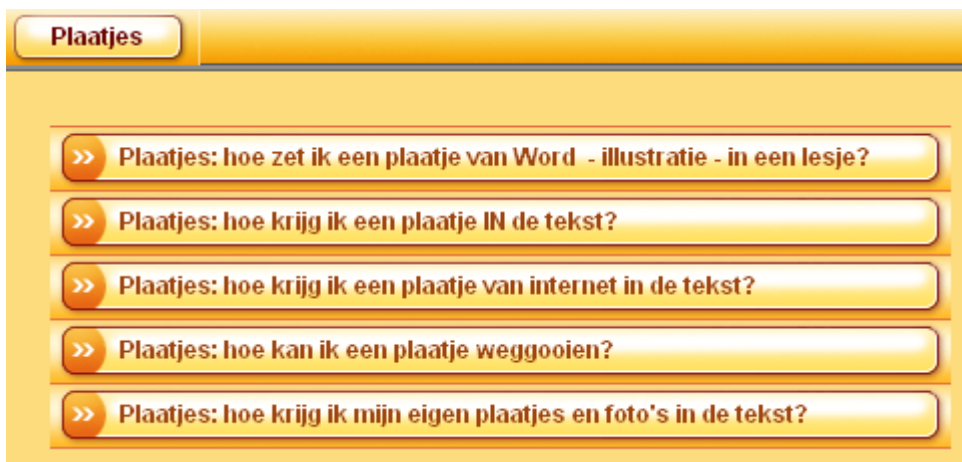 Plaatjes
Plaatjes: hoe zet ik een plaatje van Word - illustratie - in een lesje?
Plaatjes: hoe krijg ik een plaatje IN de tekst?
Plaatjes: hoe krijg ik een plaatje van internet in de tekst?
Plaatjes: hoe kan ik een plaatje weggooien?
Plaatjes: hoe krijg ik mijn eigen plaatjes en foto's in de tekst?